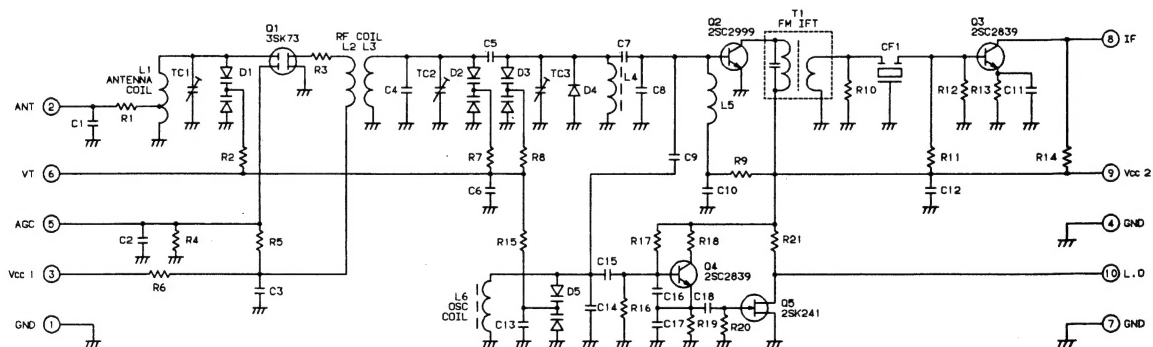 Q1
3SK73
RF COIL
L2 L3
R3
C5
C7
Q2
2SC2999
T1
FM IFT
Q3
2SC2839
8 IF
L1
ANTENNA
COIL
TC1
D1
C4
TC2
D2
D3
TC3
D4
L4
C8
L5
R10
CF1
R12
R13
C11
ANT 2
C1
R1
R2
R7
R8
C9
R9
R11
R14
VT 6
C6
C10
C12
9 Vcc 2
AGC 5
C2
R4
R5
R15
R17
R18
R21
4 GND
Vcc 1 3
R6
C3
C15
Q4
2SC2839
10 L.O
L6
OSC
COIL
D5
C13
C14
R16
C16
C17
C18
R19
R20
Q5
2SK241
GND 1
7 GND